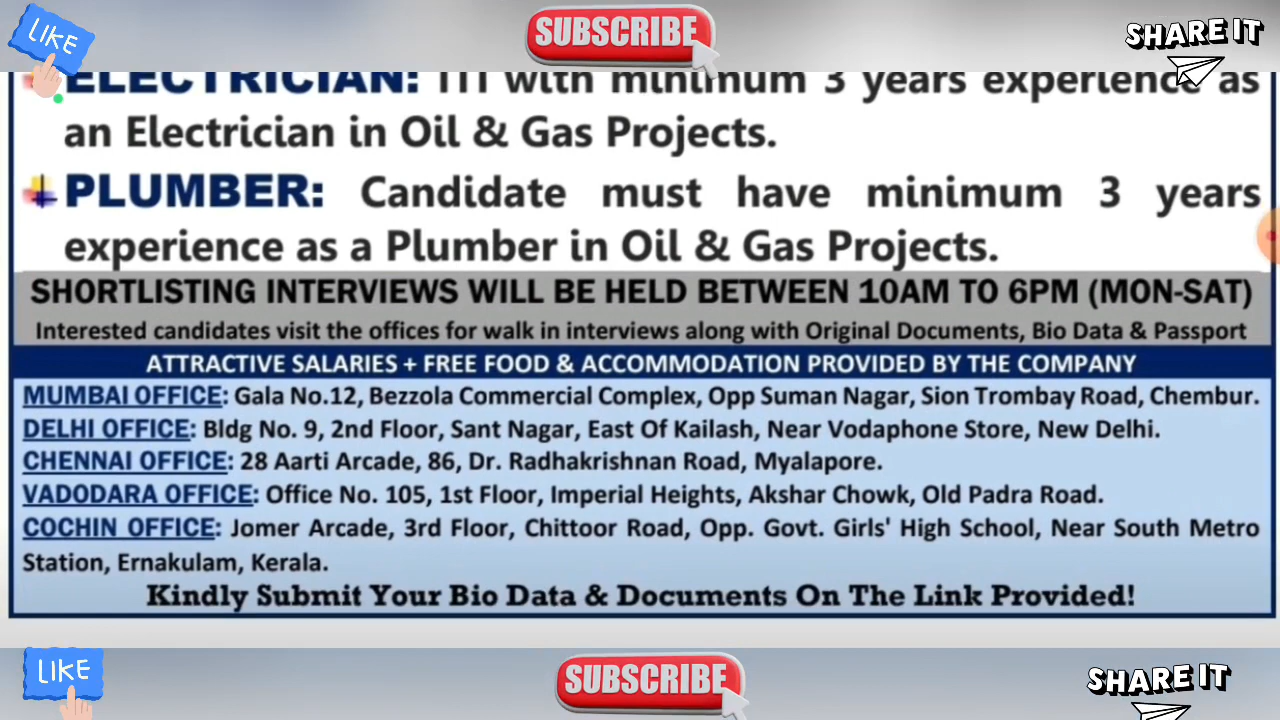 LIKE
SUBSCRIBE
SHARE IT
ELECTRICIAN: ITI with minimum 3 years experience as
an Electrician in Oil & Gas Projects.
PLUMBER: Candidate must have minimum 3 years
experience as a Plumber in Oil & Gas Projects.
SHORTLISTING INTERVIEWS WILL BE HELD BETWEEN 10AM TO 6PM (MON-SAT)
Interested candidates visit the offices for walk in interviews along with Original Documents, Bio Data & Passport
ATTRACTIVE SALARIES + FREE FOOD & ACCOMMODATION PROVIDED BY THE COMPANY
MUMBAI OFFICE: Gala No.12, Bezzola Commercial Complex, Opp Suman Nagar, Sion Trombay Road, Chembur.
DELHI OFFICE: Bldg No. 9, 2nd Floor, Sant Nagar, East Of Kailash, Near Vodaphone Store, New Delhi.
CHENNAI OFFICE: 28 Aarti Arcade, 86, Dr. Radhakrishnan Road, Myalapore.
VADODARA OFFICE: Office No. 105, 1st Floor, Imperial Heights, Akshar Chowk, Old Padra Road.
COCHIN OFFICE: Jomer Arcade, 3rd Floor, Chittoor Road, Opp. Govt. Girls' High School, Near South Metro
Station, Ernakulam, Kerala.
Kindly Submit Your Bio Data & Documents On The Link Provided!
LIKE
SUBSCRIBE
SHARE IT